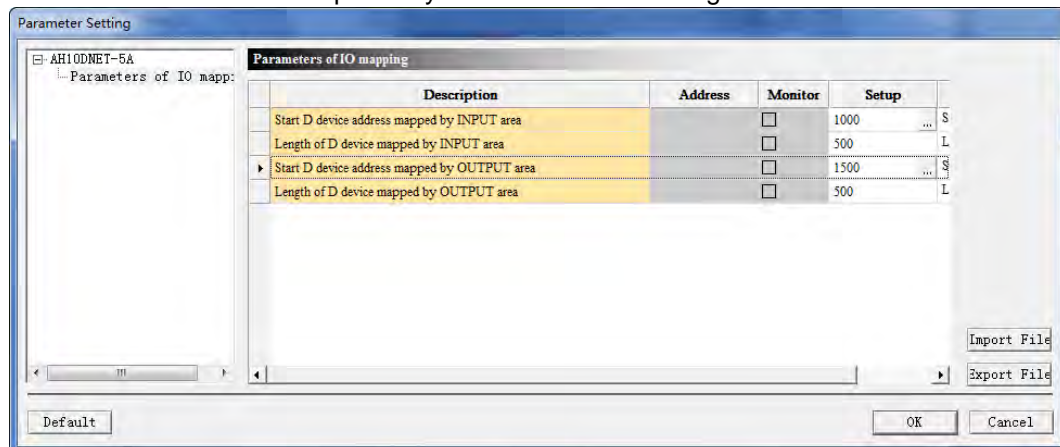 Parameter Setting
AH10DNET-5A
Parameters of IO mapp:
Parameters of IO mapping
Description Address Monitor Setup
Start D device address mapped by INPUT area 1000 ... S
Length of D device mapped by INPUT area 500 L
Start D device address mapped by OUTPUT area 1500 ... S
Length of D device mapped by OUTPUT area 500 L
Import File
Export File
Default OK Cancel